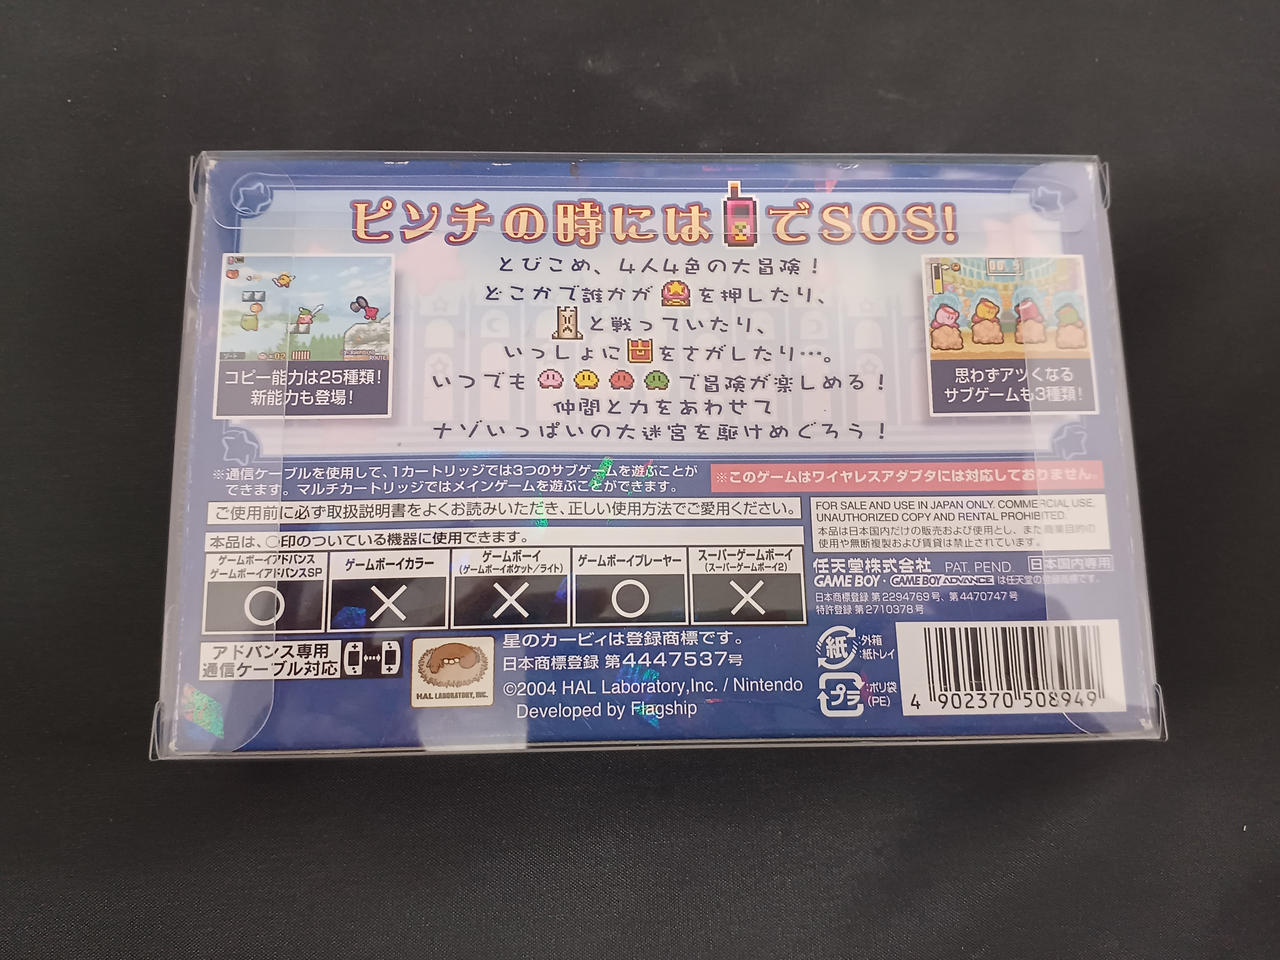 ピンチの時には でSOS!
とびこめ、4人4色の大冒険!
どこかで誰かが を押したり、
と戦っていたり、
いっしょに をさがしたり…。
いつでも で冒険が楽しめる!
仲間と力をあわせて
ナゾいっぱいの大迷宮を駆けめぐろう!
コピー能力は25種類!
新能力も登場!
思わずアツくなる
サブゲームも3種類!
※通信ケーブルを使用して、1カートリッジでは3つのサブゲームを遊ぶことが
できます。マルチカートリッジではメインゲームを遊ぶことができます。
※このゲームはワイヤレスアダプタには対応しておりません。
ご使用前に必ず取扱説明書をよくお読みいただき、正しい使用方法でご愛用ください。
本品は、○印のついている機器に使用できます。
ゲームボーイアドバンス
ゲームボーイアドバンスSP
○
ゲームボーイカラー
×
ゲームボーイ
(ゲームボーイポケット/ライト)
×
ゲームボーイプレーヤー
○
スーパーゲームボーイ
(スーパーゲームボーイ2)
×
FOR SALE AND USE IN JAPAN ONLY. COMMERCIAL USE,
UNAUTHORIZED COPY AND RENTAL PROHIBITED.
本品は日本国内だけの販売および使用とし、また商業目的の
使用や無断複製および賃貸は禁止されています。
任天堂株式会社 PAT. PEND. 日本国内専用
GAME BOY・GAME BOY ADVANCE は任天堂の登録商標です。
日本商標登録 第2294769号、第4470747号
特許登録 第2710378号
アドバンス専用
通信ケーブル対応
HAL LABORATORY, INC.
星のカービィは登録商標です。
日本商標登録 第4447537号
©2004 HAL Laboratory,Inc. / Nintendo
Developed by Flagship
紙
:外箱
:紙トレイ
プラ
:ポリ袋
(PE)
4 902370 508949